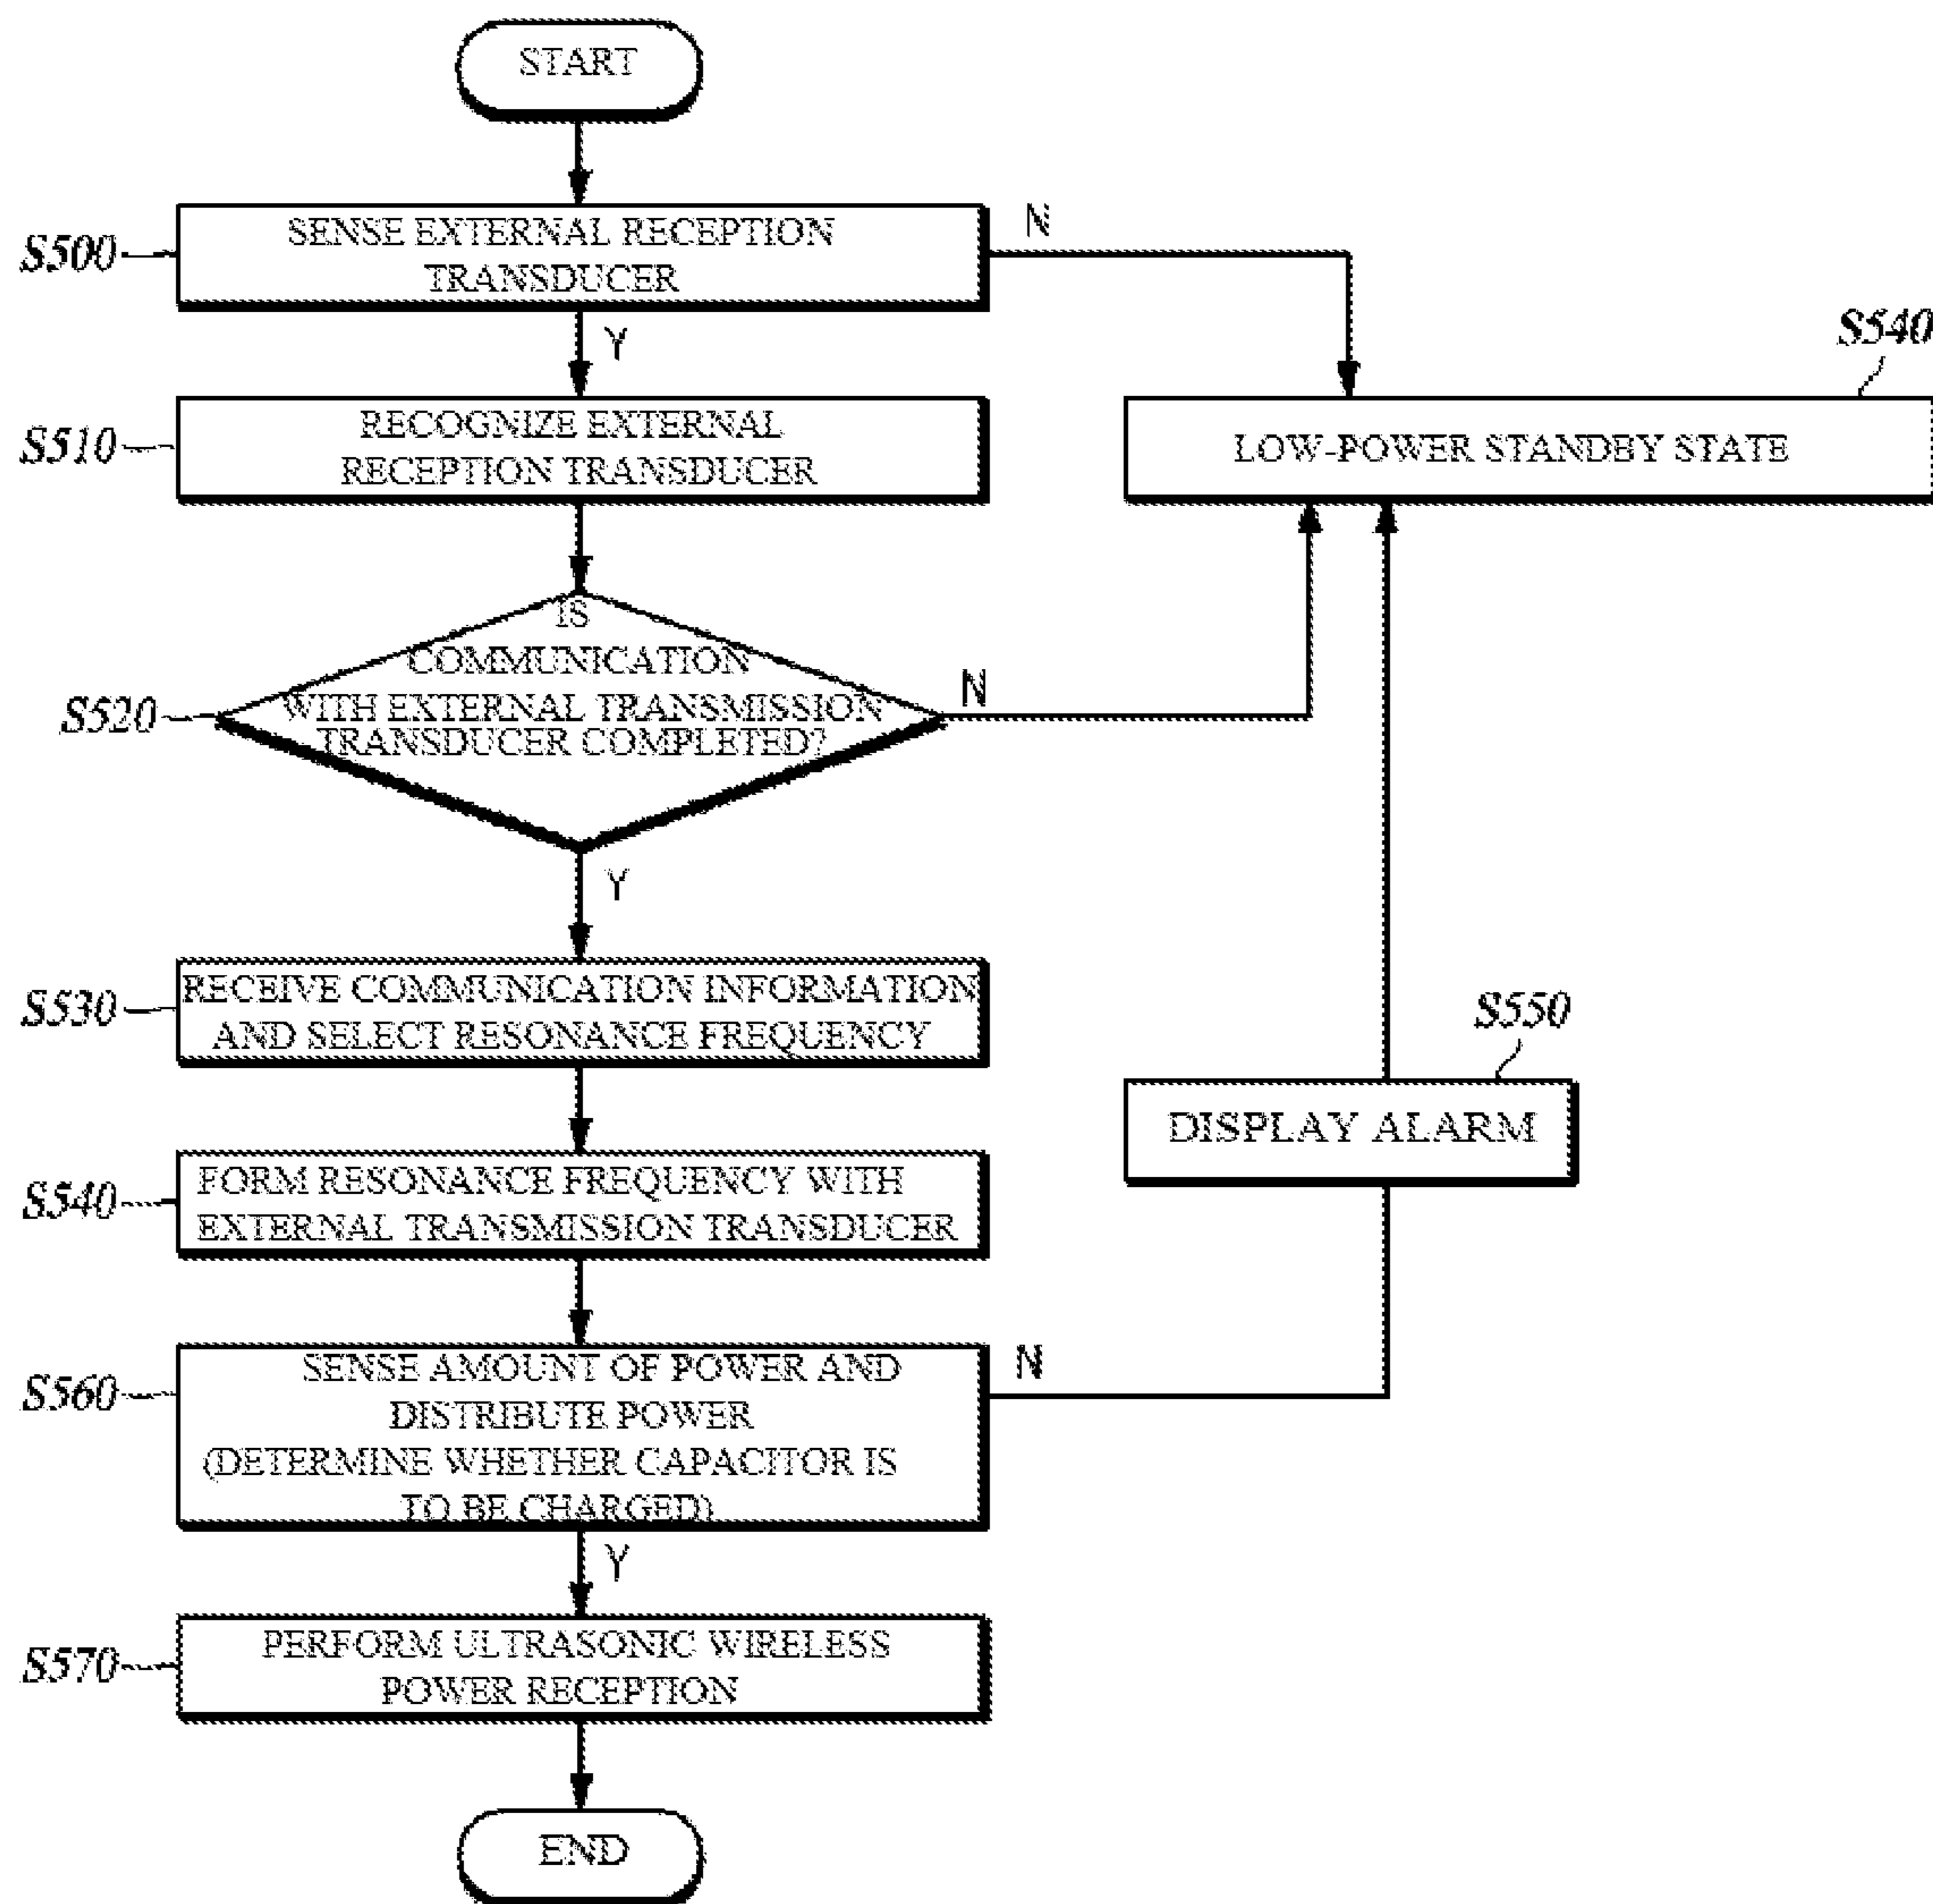 START
S500
SENSE EXTERNAL RECEPTION
TRANSDUCER
N
Y
S510
RECOGNIZE EXTERNAL
RECEPTION TRANSDUCER
S540
LOW-POWER STANDBY STATE
S520
IS
COMMUNICATION
WITH EXTERNAL TRANSMISSION
TRANSDUCER COMPLETED?
N
Y
S530
RECEIVE COMMUNICATION INFORMATION
AND SELECT RESONANCE FREQUENCY
S550
DISPLAY ALARM
S540
FORM RESONANCE FREQUENCY WITH
EXTERNAL TRANSMISSION TRANSDUCER
S560
SENSE AMOUNT OF POWER AND
DISTRIBUTE POWER
(DETERMINE WHETHER CAPACITOR IS
TO BE CHARGED)
N
Y
S570
PERFORM ULTRASONIC WIRELESS
POWER RECEPTION
END